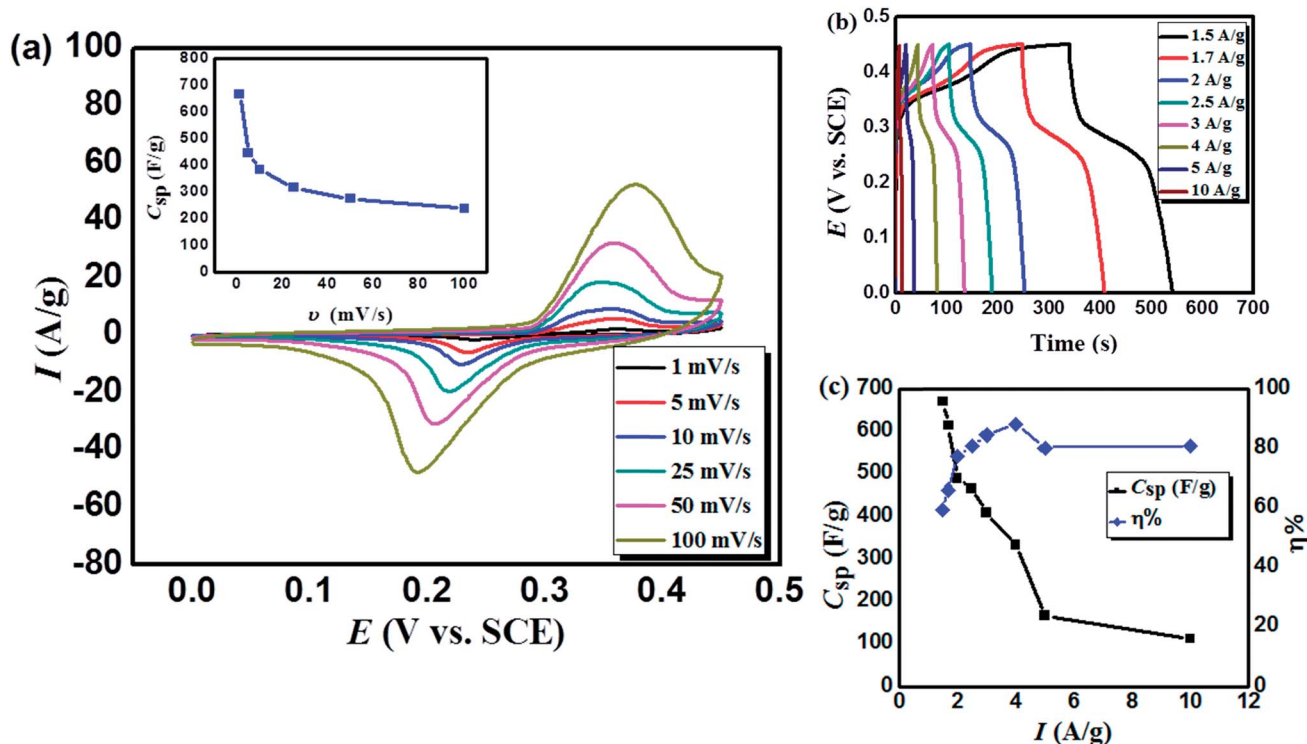 (a)
100
80
60
40
20
0
-20
-40
-60
-80
I (A/g)
0.0 0.1 0.2 0.3 0.4 0.5
E (V vs. SCE)
800
700
600
500
400
300
200
100
0
Csp (F/g)
0 20 40 60 80 100
υ (mV/s)
1 mV/s
5 mV/s
10 mV/s
25 mV/s
50 mV/s
100 mV/s
(b)
0.5
0.4
0.3
0.2
0.1
0.0
E (V vs. SCE)
0 100 200 300 400 500 600 700
Time (s)
1.5 A/g
1.7 A/g
2 A/g
2.5 A/g
3 A/g
4 A/g
5 A/g
10 A/g
(c)
700
600
500
400
300
200
100
0
Csp (F/g)
100
80
60
40
20
0
η%
0 2 4 6 8 10 12
I (A/g)
Csp (F/g)
η%